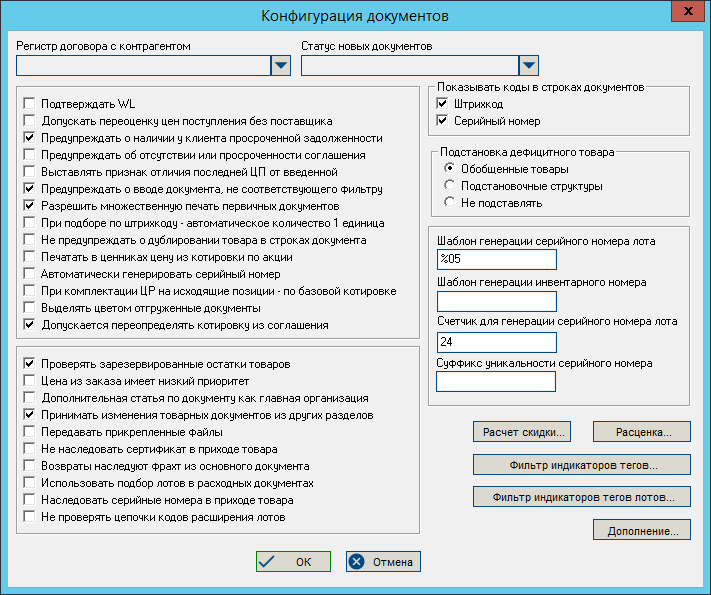 Конфигурация документов
x
Регистр договора с контрагентом
Статус новых документов
Подтверждать WL
Допускать переоценку цен поступления без поставщика
Предупреждать о наличии у клиента просроченной задолженности
Предупреждать об отсутствии или просроченности соглашения
Выставлять признак отличия последней ЦП от введенной
Предупреждать о вводе документа, не соответствующего фильтру
Разрешить множественную печать первичных документов
При подборе по штрихкоду - автоматическое количество 1 единица
Не предупреждать о дублировании товара в строках документа
Печатать в ценниках цену из котировки по акции
Автоматически генерировать серийный номер
При комплектации ЦР на исходящие позиции - по базовой котировке
Выделять цветом отгруженные документы
Допускается переопределять котировку из соглашения
Проверять зарезервированные остатки товаров
Цена из заказа имеет низкий приоритет
Дополнительная статья по документу как главная организация
Принимать изменения товарных документов из других разделов
Передавать прикрепленные файлы
Не наследовать сертификат в приходе товара
Возвраты наследуют фрахт из основного документа
Использовать подбор лотов в расходных документах
Наследовать серийные номера в приходе товара
Не проверять цепочки кодов расширения лотов
Показывать коды в строках документов
Штрихкод
Серийный номер
Подстановка дефицитного товара
Обобщенные товары
Подстановочные структуры
Не подставлять
Шаблон генерации серийного номера лота
%05
Шаблон генерации инвентарного номера
Счетчик для генерации серийного номера лота
24
Суффикс уникальности серийного номера
Расчет скидки...
Расценка...
Фильтр индикаторов тегов...
Фильтр индикаторов тегов лотов...
Дополнение...
ОК
Отмена